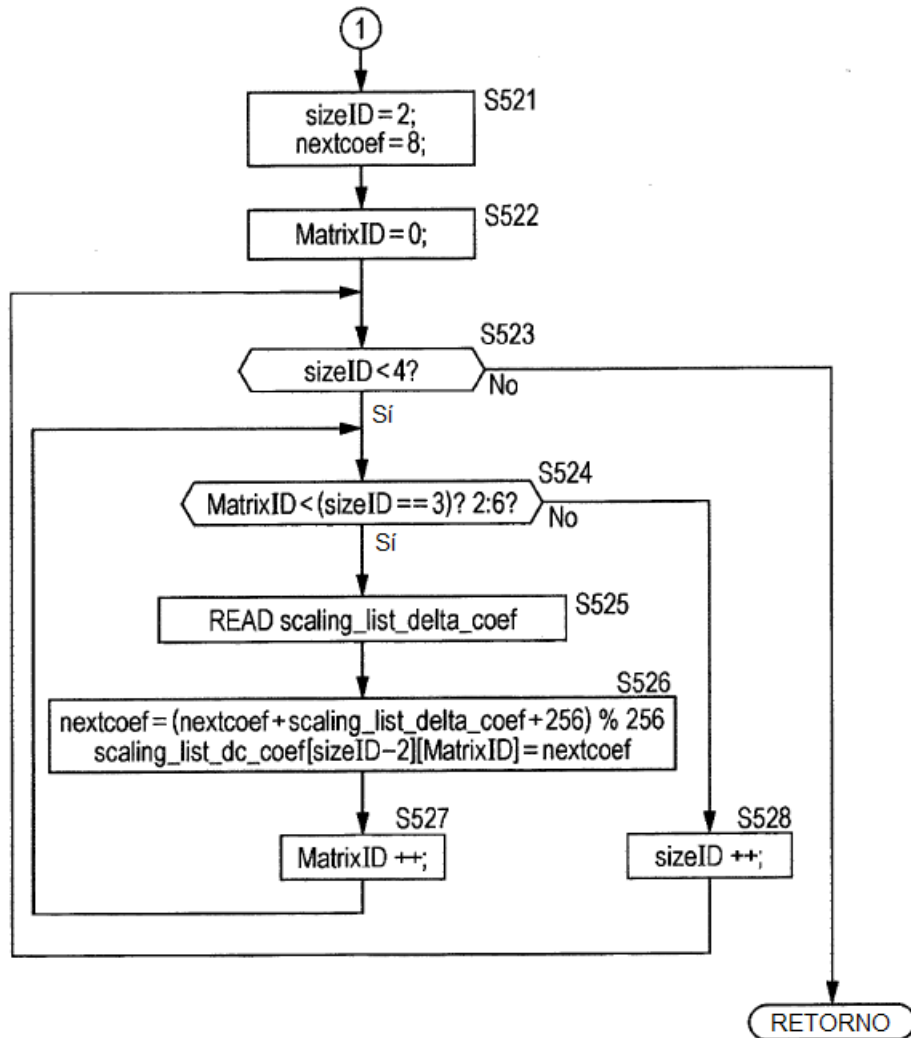 1
sizeID=2;
nextcoef=8;
S521
MatrixID=0;
S522
S523
sizeID<4?
No
Sí
S524
MatrixID<(sizeID==3)? 2:6?
No
Sí
READ scaling_list_delta_coef
S525
S526
nextcoef=(nextcoef+scaling_list_delta_coef+256) % 256
scaling_list_dc_coef[sizeID-2][MatrixID]=nextcoef
S527
MatrixID ++;
S528
sizeID ++;
RETORNO